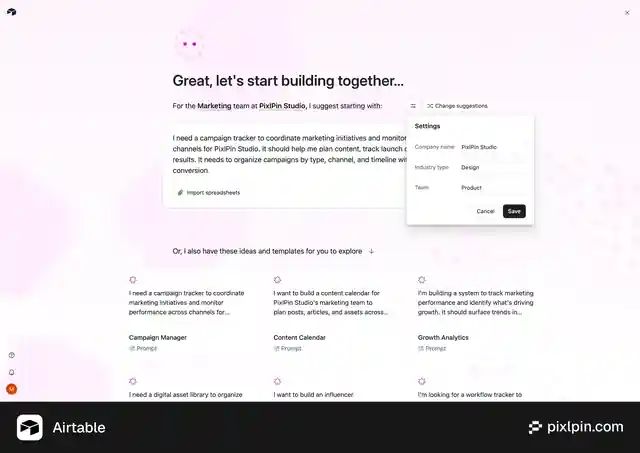 Great, let's start building together...
For the Marketing team at PixlPin Studio, I suggest starting with:
Change suggestions
I need a campaign tracker to coordinate marketing initiatives and monitor
channels for PixlPin Studio. It should help me plan content, track launch
results. It needs to organize campaigns by type, channel, and timeline
conversion.
Import spreadsheets
Settings
Company name PixlPin Studio
Industry type Design
Team Product
Cancel Save
Or, I also have these ideas and templates for you to explore
I need a campaign tracker to coordinate
marketing initiatives and monitor
performance across channels for...
Campaign Manager
Prompt
I want to build a content calendar for
PixlPin Studio's marketing team to
plan posts, articles, and assets across...
Content Calendar
Prompt
I'm building a system to track marketing
performance and identify what's driving
growth. It should surface trends in...
Growth Analytics
Prompt
I need a digital asset library to organize
I want to build an influencer
I'm looking for a workflow tracker to
M
Airtable
pixlpin.com